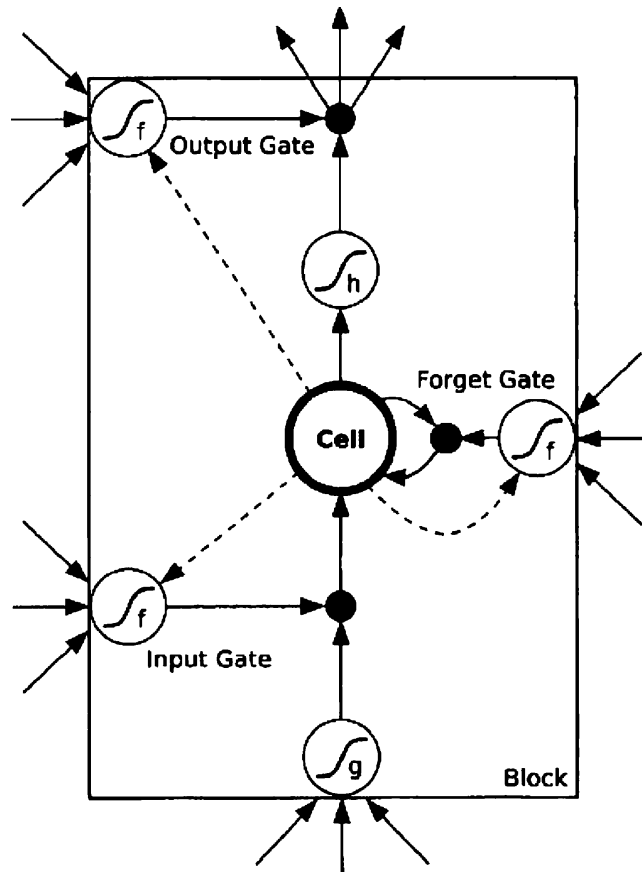 f
Output Gate
h
Forget Gate
Cell
f
f
Input Gate
g
Block